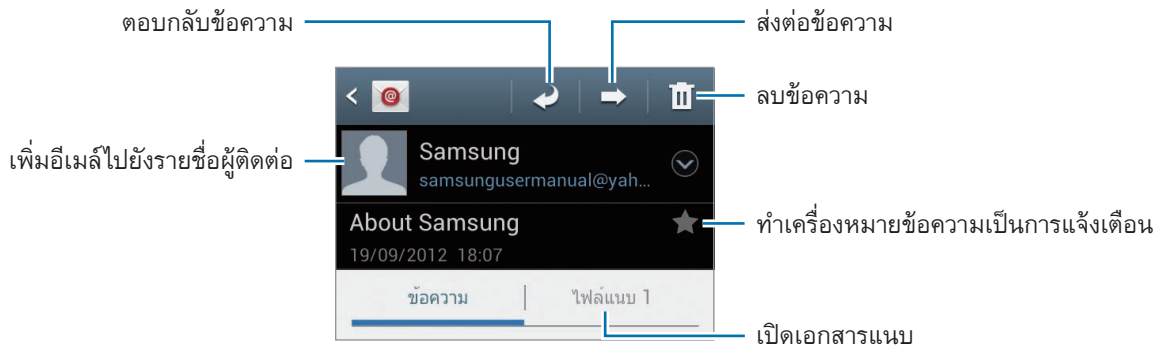 ตอบกลับข้อความ
ส่งต่อข้อความ
ลบข้อความ
เพิ่มอีเมล์ไปยังรายชื่อผู้ติดต่อ
Samsung
samsungusermanual@yah...
About Samsung
ทำเครื่องหมายข้อความเป็นการแจ้งเตือน
19/09/2012 18:07
ข้อความ
ไฟล์แนบ 1
เปิดเอกสารแนบ